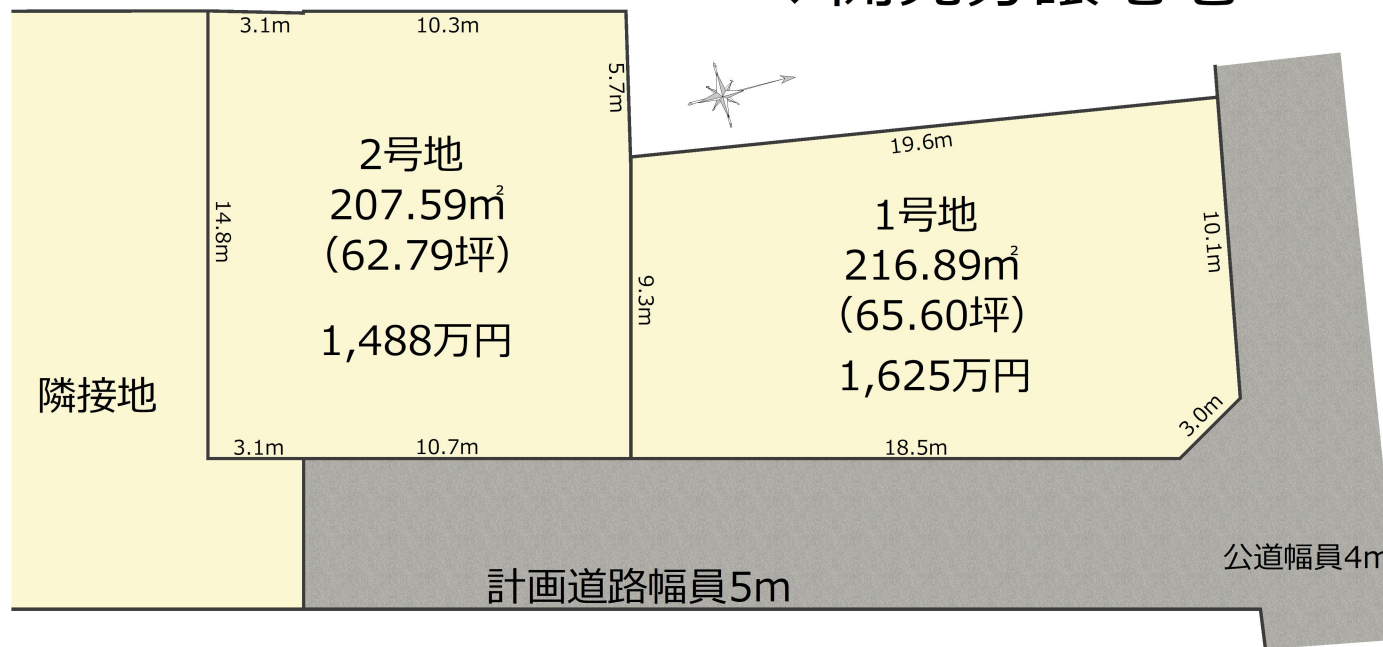 3.1m 10.3m
5.7m
2号地
207.59㎡
(62.79坪)
1,488万円
14.8m
3.1m 10.7m
隣接地
19.6m
1号地
216.89㎡
(65.60坪)
1,625万円
9.3m
10.1m
3.0m
18.5m
計画道路幅員5m
公道幅員4m